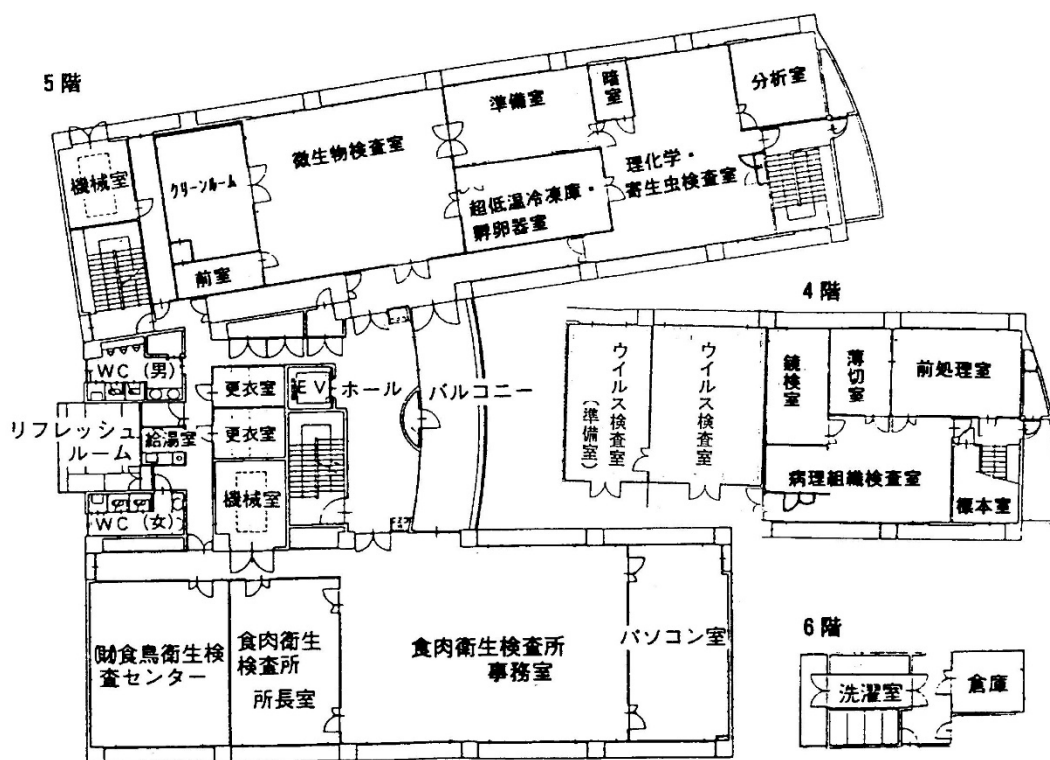 5階
機械室
クリーンルーム
前室
微生物検査室
準備室
暗室
分析室
理化学・
寄生虫検査室
超低温冷凍庫・
孵卵器室
WC(男)
リフレッシュ
ルーム
給湯室
WC(女)
更衣室
更衣室
機械室
EV
ホール
バルコニー
㈶食鳥衛生検
査センター
食肉衛生
検査所
所長室
食肉衛生検査所
事務室
パソコン室
4階
ウイルス検査室
(準備室)
ウイルス検査室
鏡検室
薄切室
前処理室
病理組織検査室
標本室
6階
洗濯室
倉庫